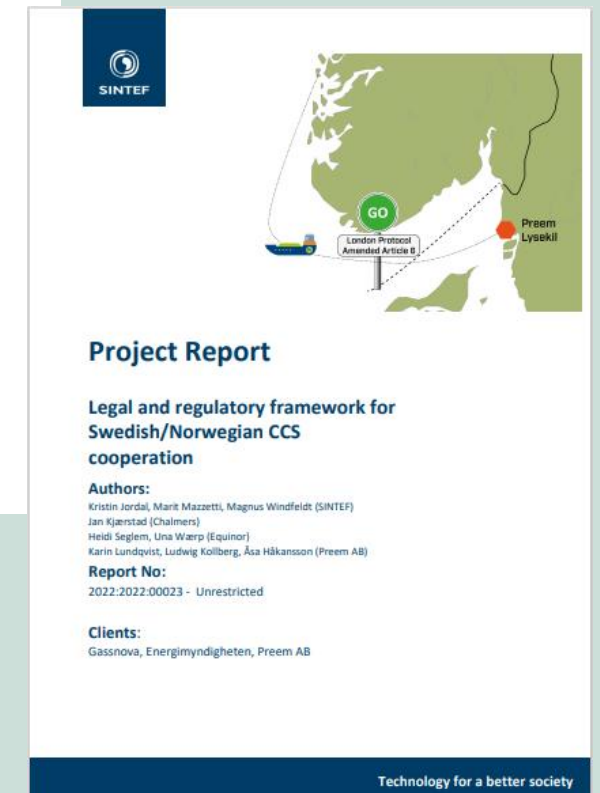 SINTEF
GO
London Protocol
Amended Article 6
Preem
Lysekil
Project Report
Legal and regulatory framework for
Swedish/Norwegian CCS
cooperation
Authors:
Kristin Jordal, Marit Mazzetti, Magnus Windfeldt (SINTEF)
Jan Kjærstad (Chalmers)
Heidi Seglem, Una Wærp (Equinor)
Karin Lundqvist, Ludwig Kollberg, Åsa Håkansson (Preem AB)
Report No:
2022:2022:00023 - Unrestricted
Clients:
Gassnova, Energimyndigheten, Preem AB
Technology for a better society